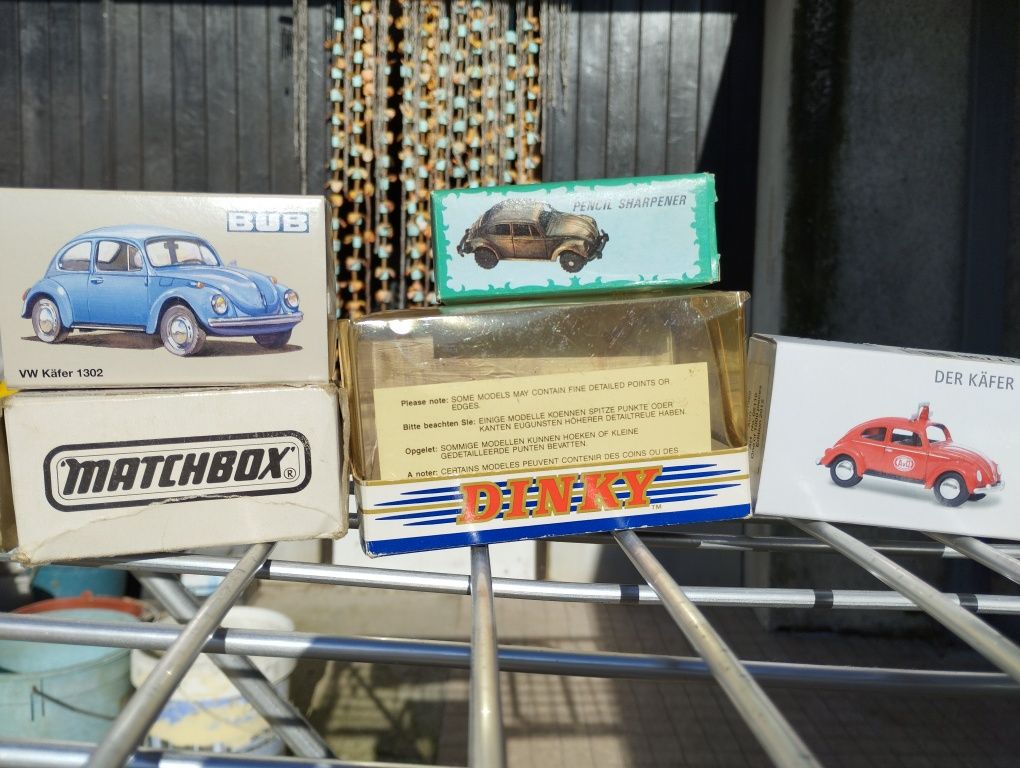 BUB
VW Käfer 1302
MATCHBOX®
PENCIL SHARPENER
Please note: SOME MODELS MAY CONTAIN FINE DETAILED POINTS OR
EDGES.
Bitte beachten Sie: EINIGE MODELLE KOENNEN SPITZE PUNKTE ODER
KANTEN EUGUNSTEN HÖHERER DETAILTREUE HABEN.
Opgelet: SOMMIGE MODELLEN KUNNEN HOEKEN OF KLEINE
GEDETAILLEERDE PUNTEN BEVATTEN.
A noter: CERTAINS MODELES PEUVENT CONTENIR DES COINS OU DES
DINKY™
DER KÄFER